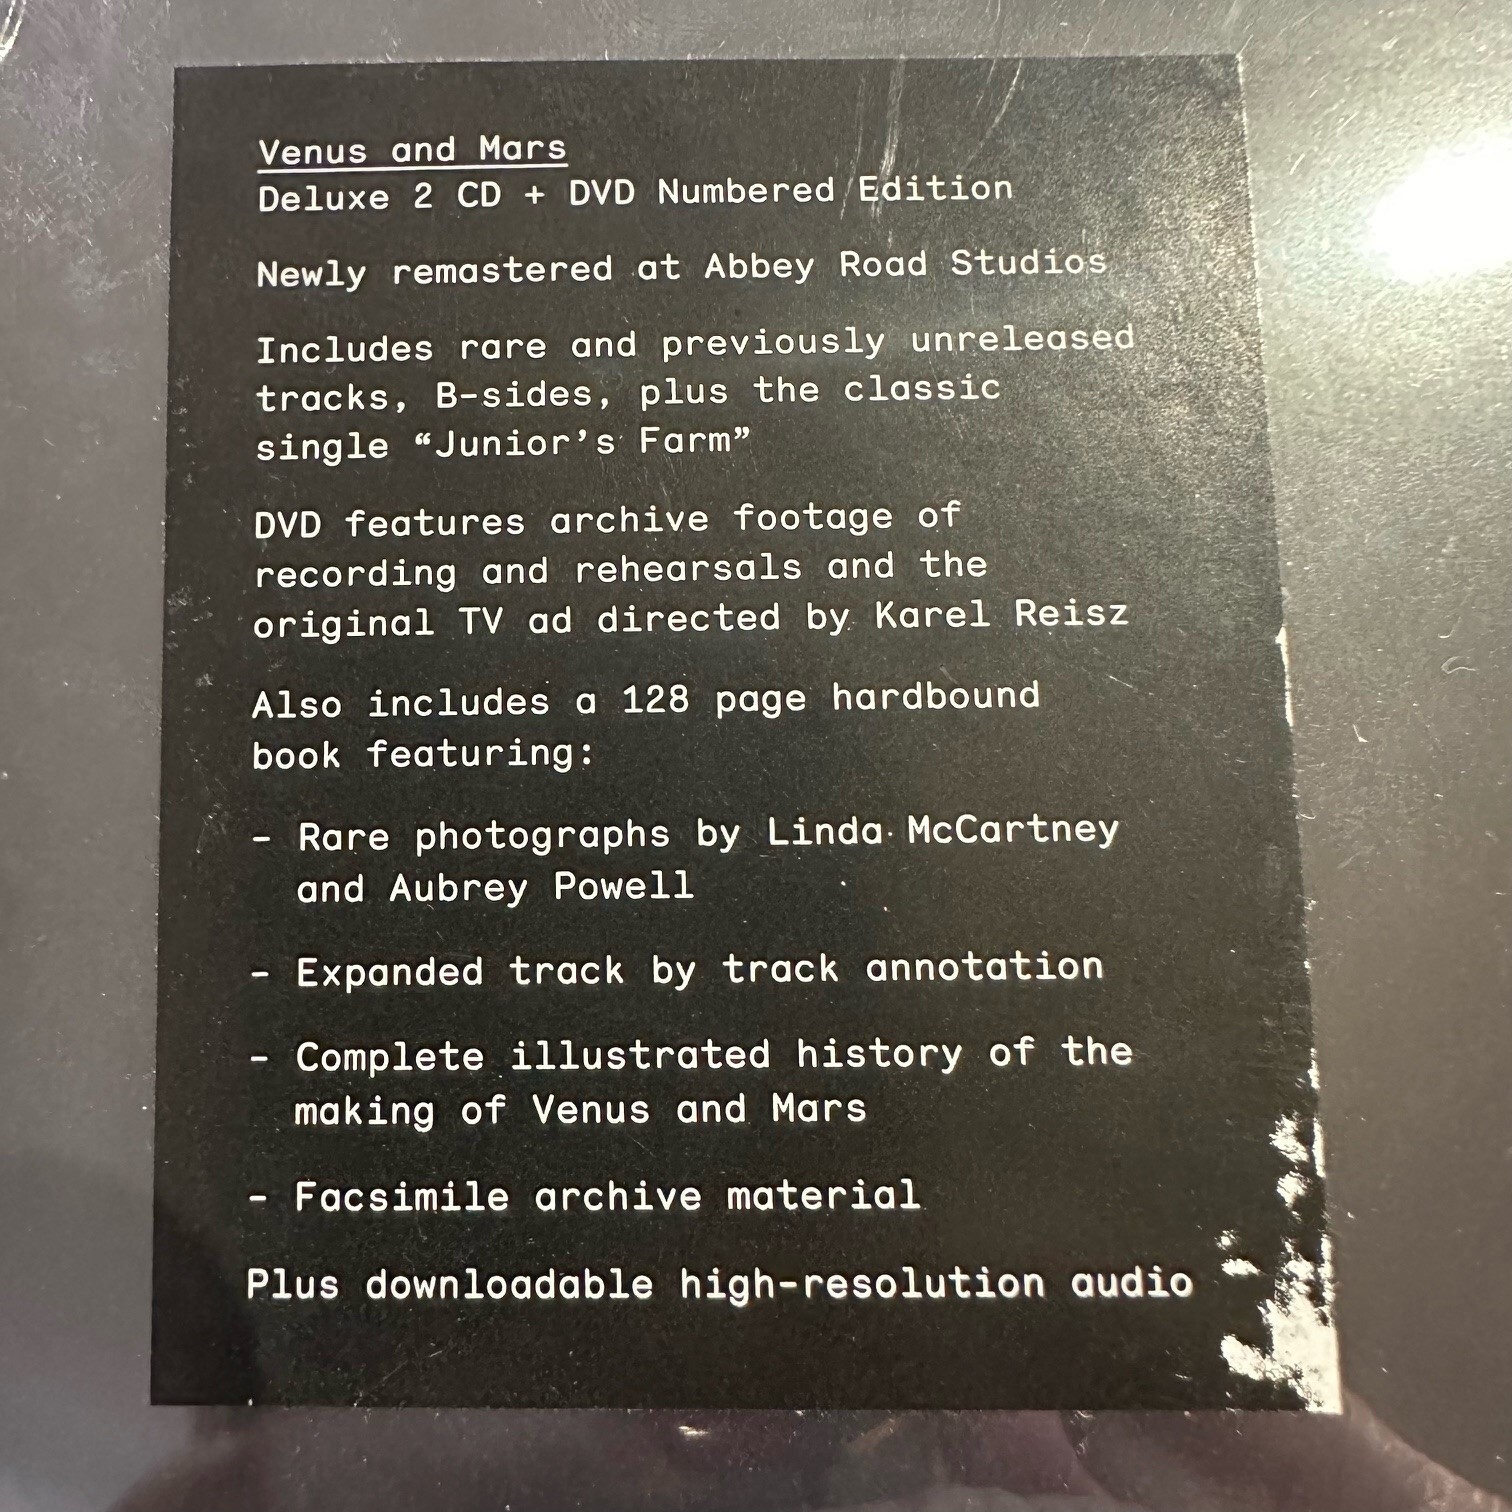 Venus and Mars
Deluxe 2 CD + DVD Numbered Edition
Newly remastered at Abbey Road Studios
Includes rare and previously unreleased
tracks, B-sides, plus the classic
single “Junior’s Farm”
DVD features archive footage of
recording and rehearsals and the
original TV ad directed by Karel Reisz
Also includes a 128 page hardbound
book featuring:
- Rare photographs by Linda McCartney
and Aubrey Powell
- Expanded track by track annotation
- Complete illustrated history of the
making of Venus and Mars
- Facsimile archive material
Plus downloadable high-resolution audio